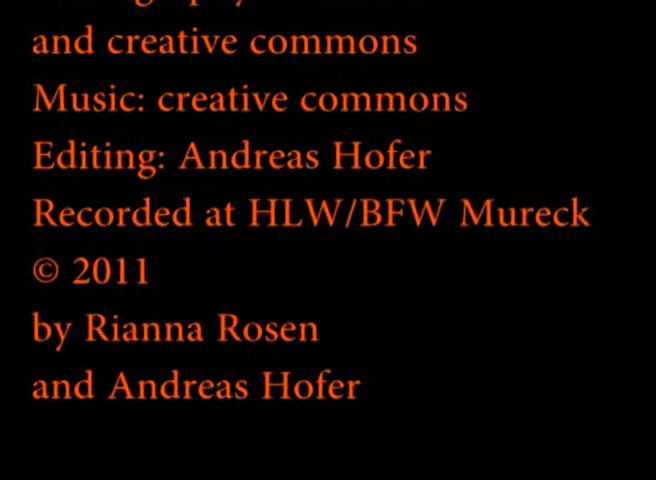 and creative commons
Music: creative commons
Editing: Andreas Hofer
Recorded at HLW/BFW Mureck
© 2011
by Rianna Rosen
and Andreas Hofer